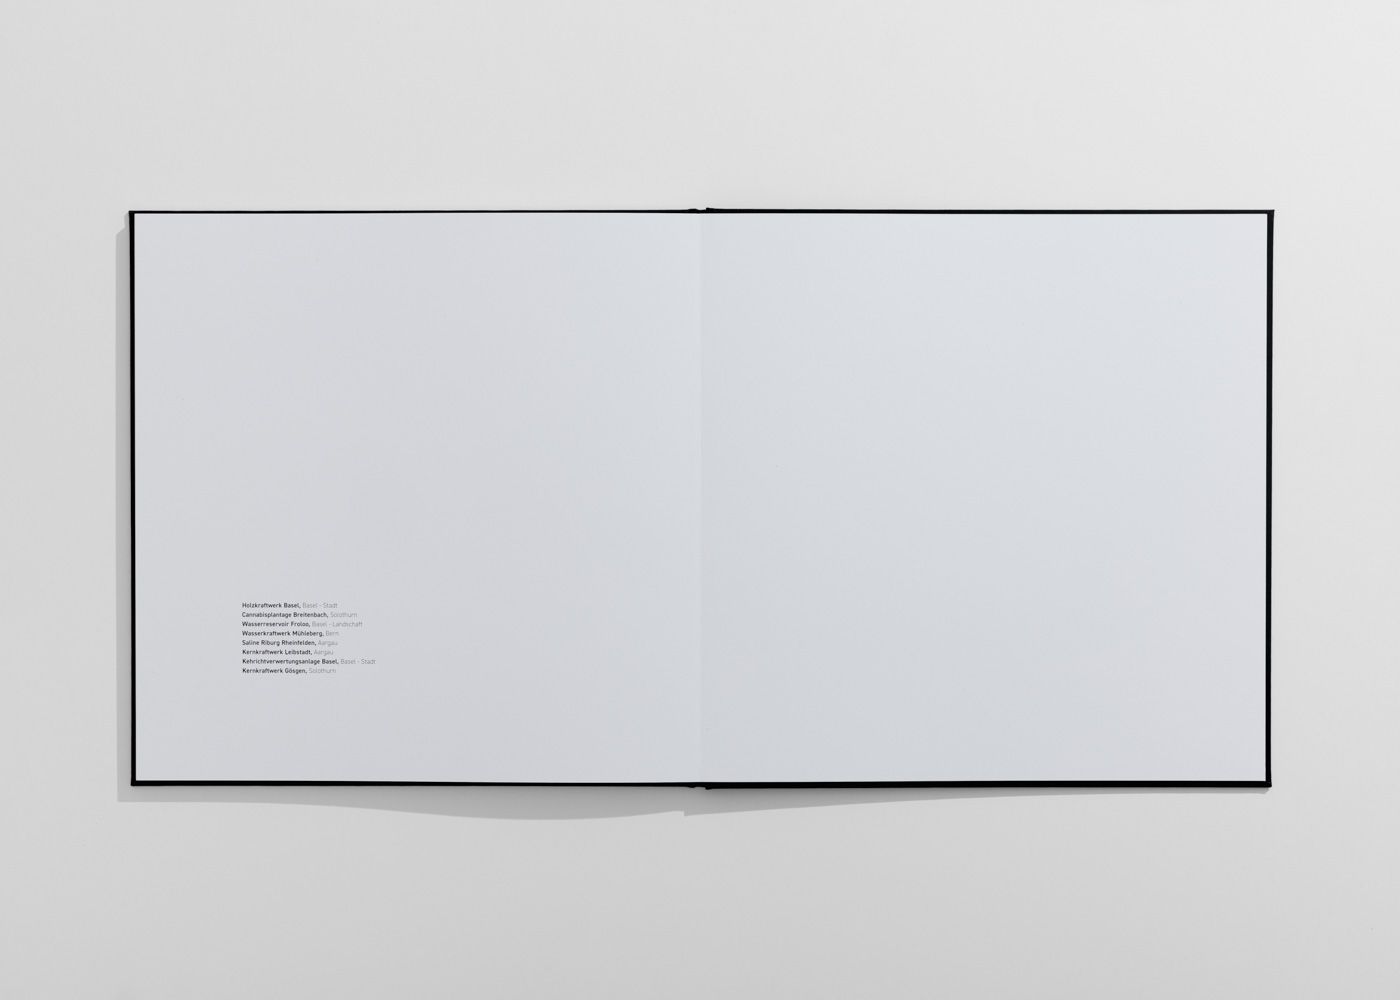 Holzkraftwerk Basel, Basel - Stadt
Cannabisplantage Breitenbach, Solothurn
Wasserreservoir Froloo, Basel - Landschaft
Wasserkraftwerk Mühleberg, Bern
Saline Riburg Rheinfelden, Aargau
Kernkraftwerk Leibstadt, Aargau
Kehrichtverwertungsanlage Basel, Basel - Stadt
Kernkraftwerk Gösgen, Solothurn